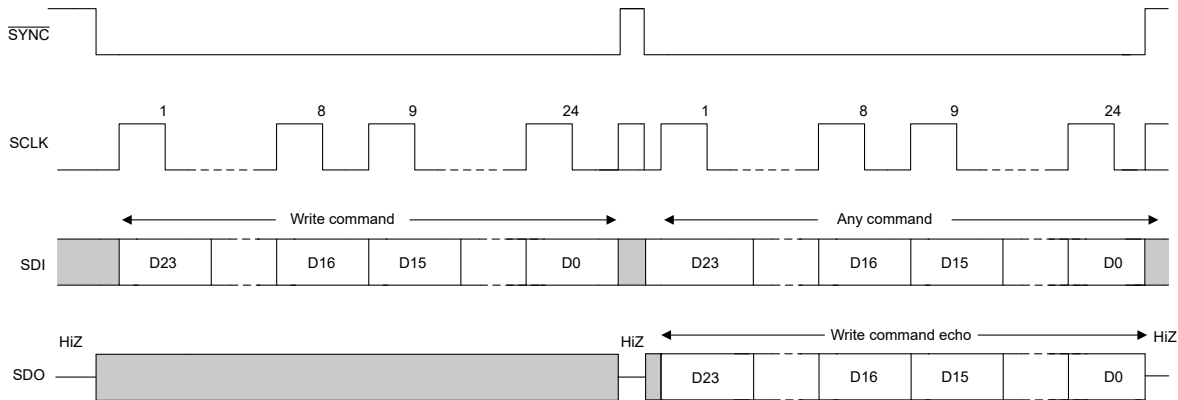 SYNC
1 8 9 24 1 8 9 24
SCLK
Write command Any command
SDI D23 D16 D15 D0 D23 D16 D15 D0
HiZ HiZ Write command echo HiZ
SDO D23 D16 D15 D0